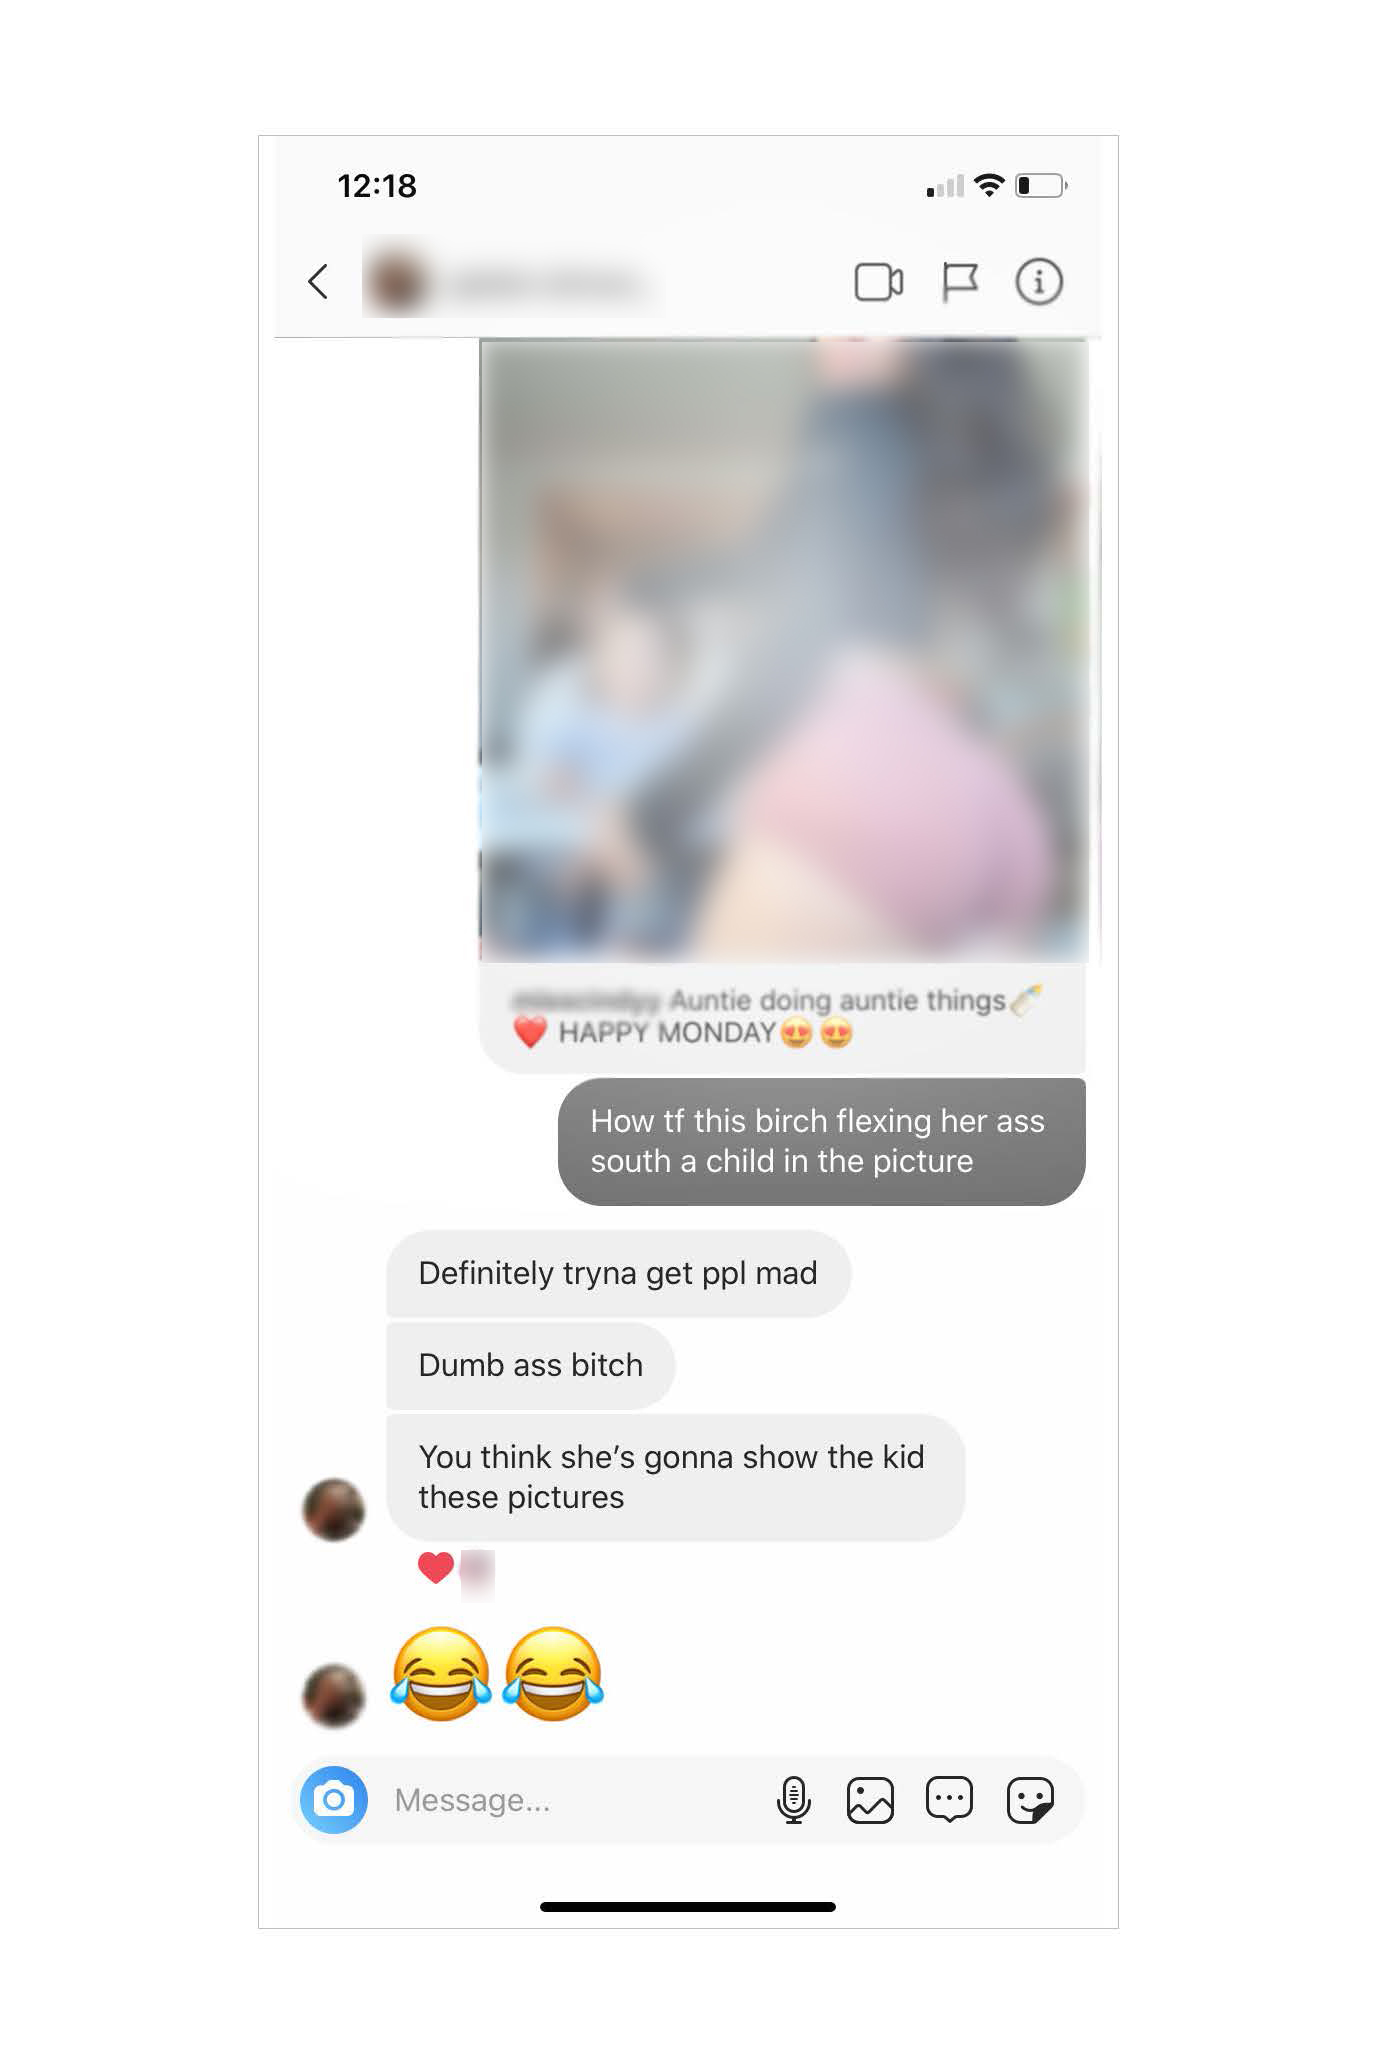 12:18
Auntie doing auntie things🍼
❤️ HAPPY MONDAY😍😍
How tf this birch flexing her ass
south a child in the picture
Definitely tryna get ppl mad
Dumb ass bitch
You think she’s gonna show the kid
these pictures
❤️
😂😂
Message...